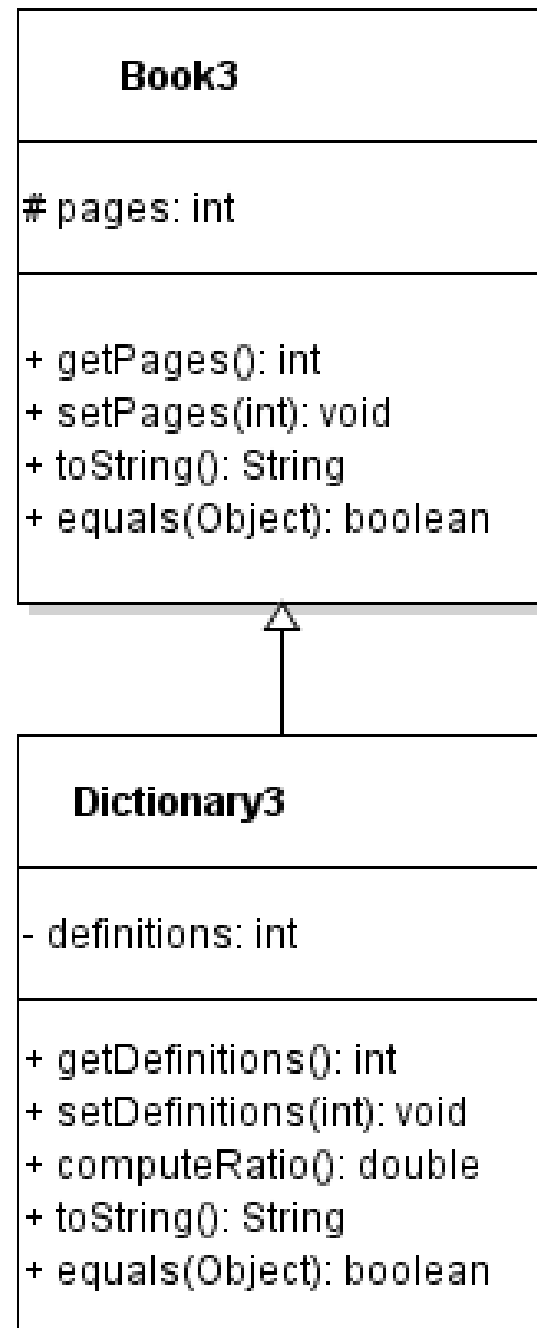 Book3
# pages: int
+ getPages(): int
+ setPages(int): void
+ toString(): String
+ equals(Object): boolean
Dictionary3
- definitions: int
+ getDefinitions(): int
+ setDefinitions(int): void
+ computeRatio(): double
+ toString(): String
+ equals(Object): boolean